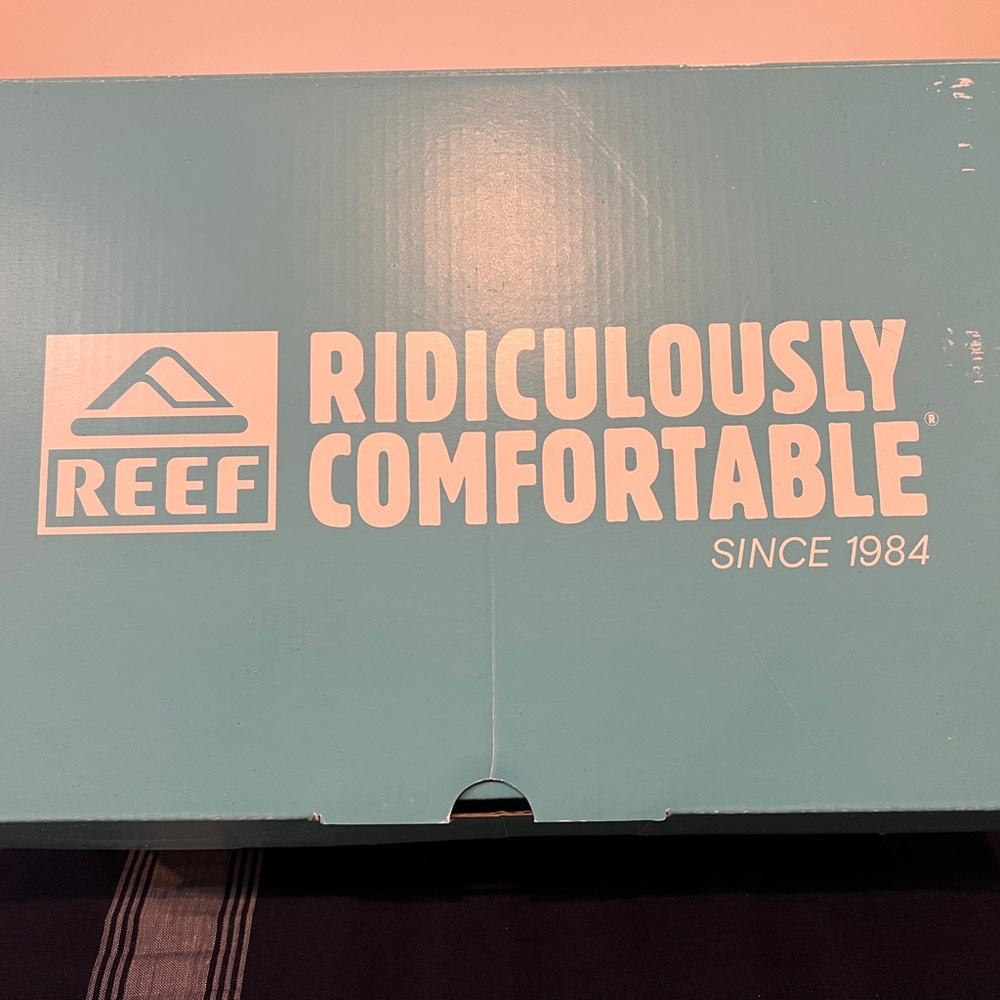 REEF
RIDICULOUSLY
COMFORTABLE®
SINCE 1984